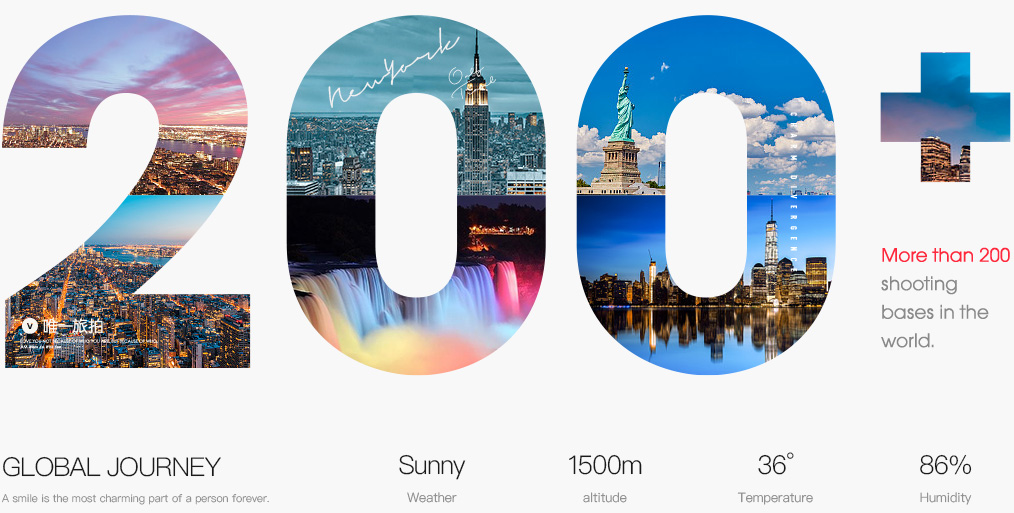 200+
NewYork
唯一旅拍
More than 200
shooting
bases in the
world.
GLOBAL JOURNEY
A smile is the most charming part of a person forever.
Sunny
Weather
1500m
altitude
36°
Temperature
86%
Humidity